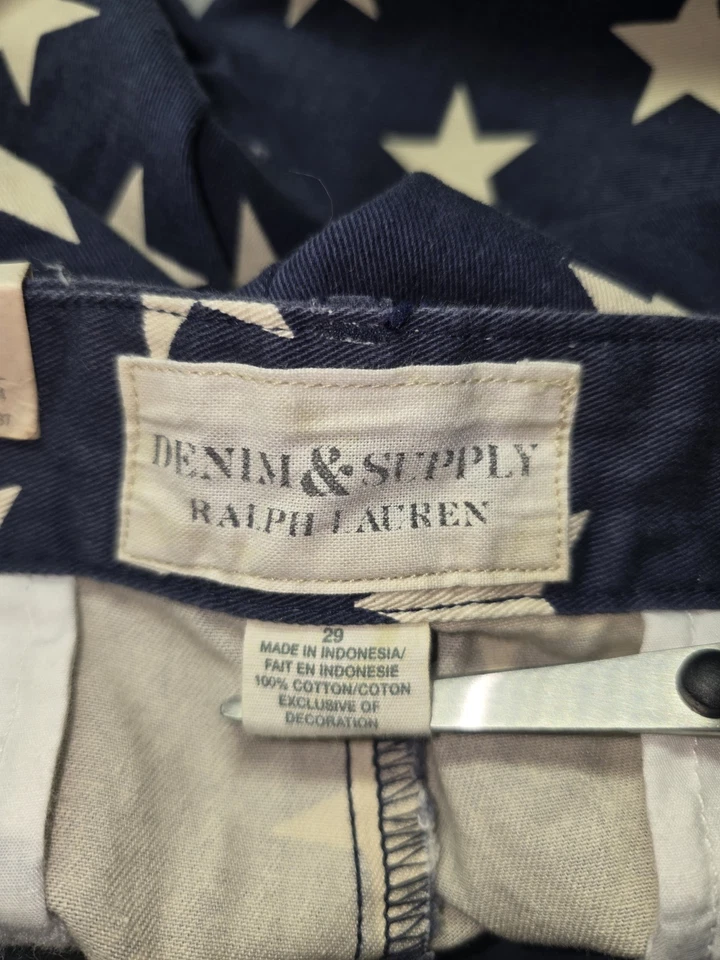 DENIM & SUPPLY
RALPH LAUREN
29
MADE IN INDONESIA/
FAIT EN INDONESIE
100% COTTON/COTON
EXCLUSIVE OF
DECORATION